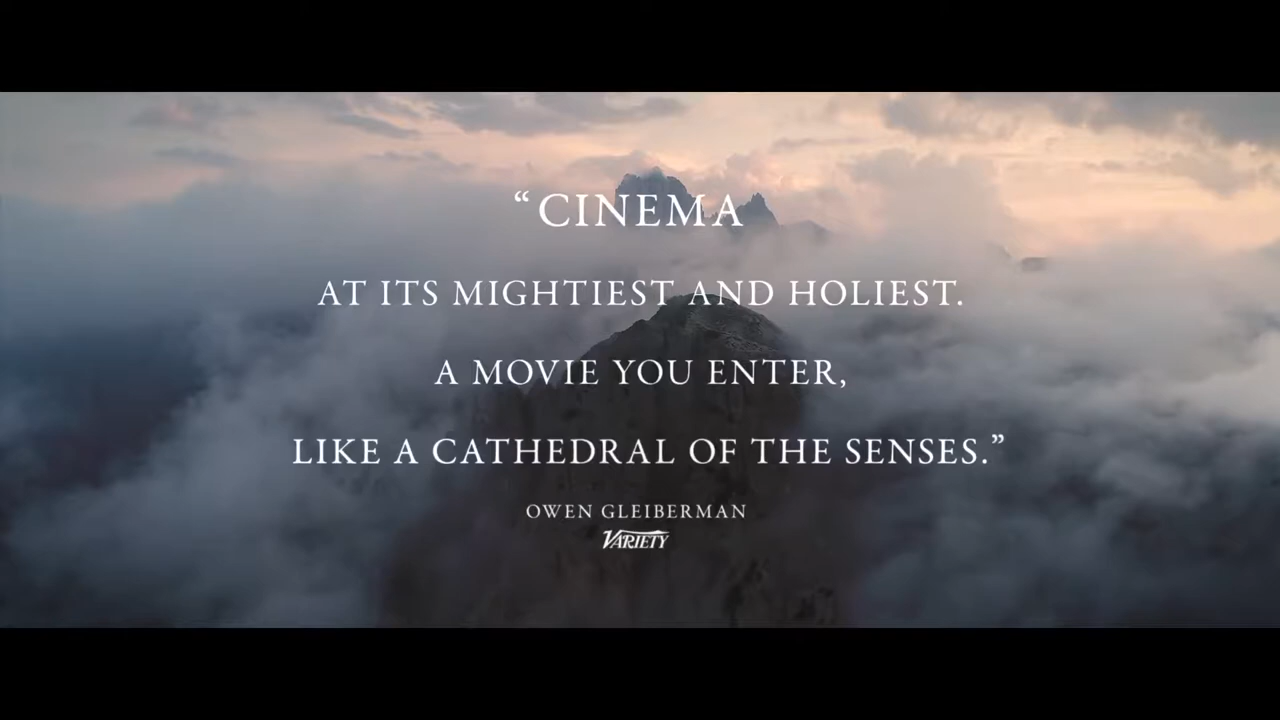 “CINEMA
AT ITS MIGHTIEST AND HOLIEST.
A MOVIE YOU ENTER,
LIKE A CATHEDRAL OF THE SENSES.”
OWEN GLEIBERMAN
VARIETY